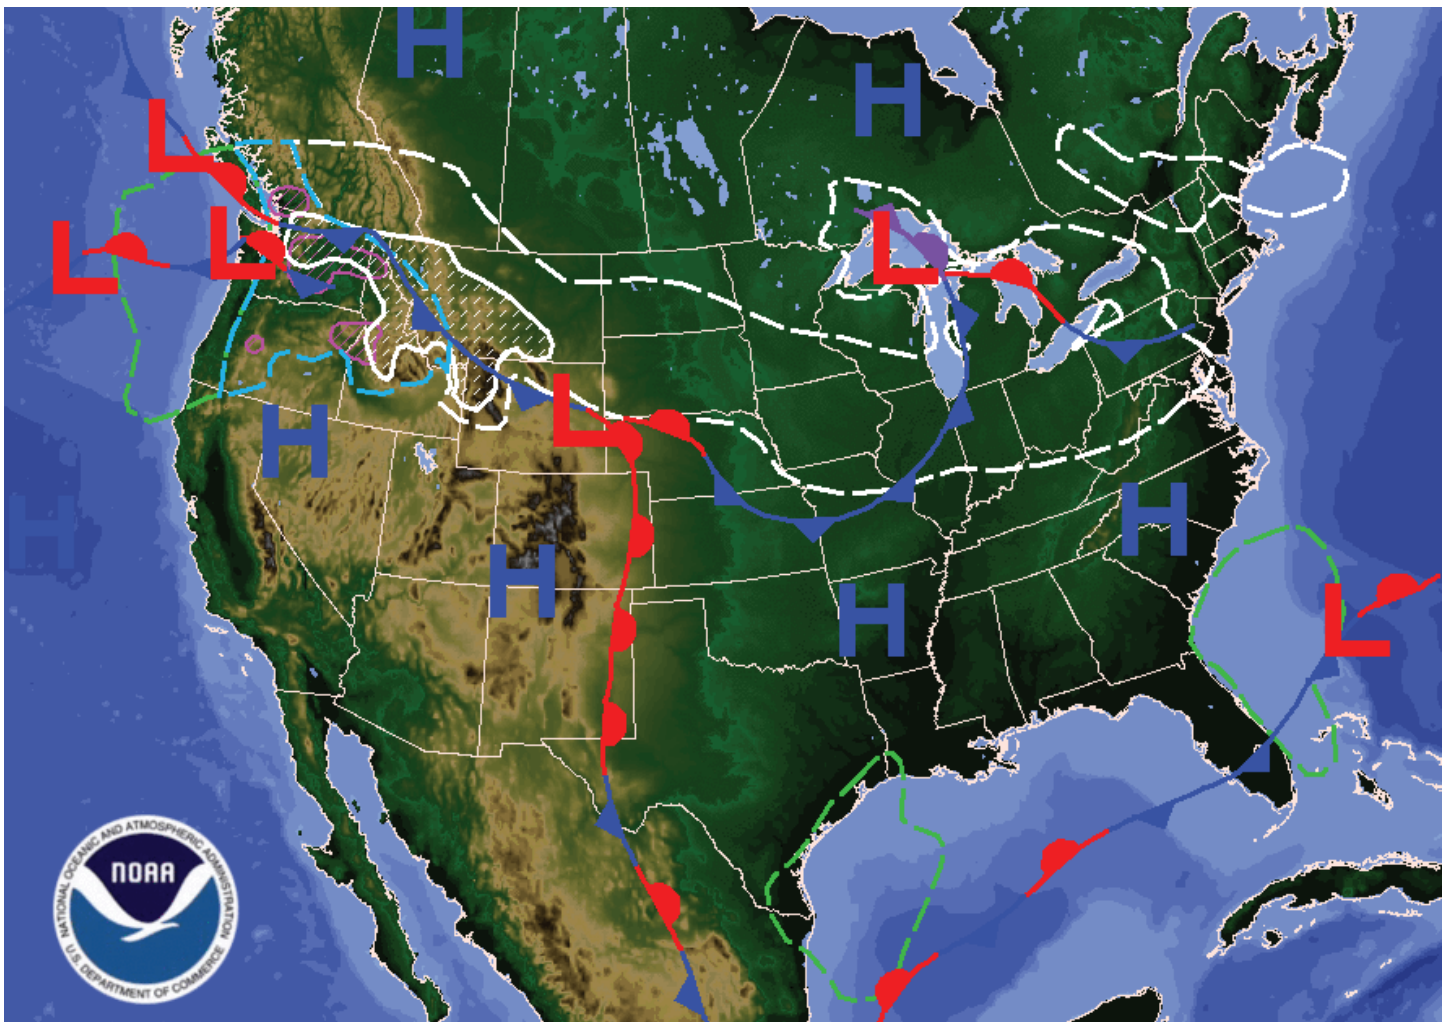 H
H
L
L
L
L
H
L
H
H
H
H
H
L
NATIONAL OCEANIC AND ATMOSPHERIC ADMINISTRATION
NOAA
U.S. DEPARTMENT OF COMMERCE